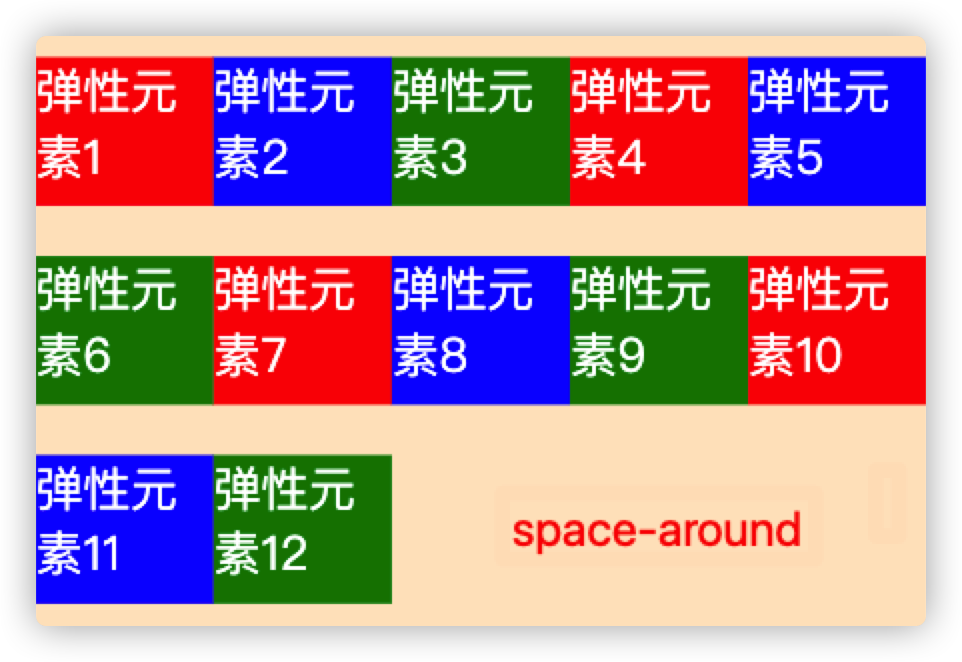 弹性元 弹性元 弹性元 弹性元 弹性元
素1 素2 素3 素4 素5
弹性元 弹性元 弹性元 弹性元 弹性元
素6 素7 素8 素9 素10
弹性元 弹性元
素11 素12
space-around